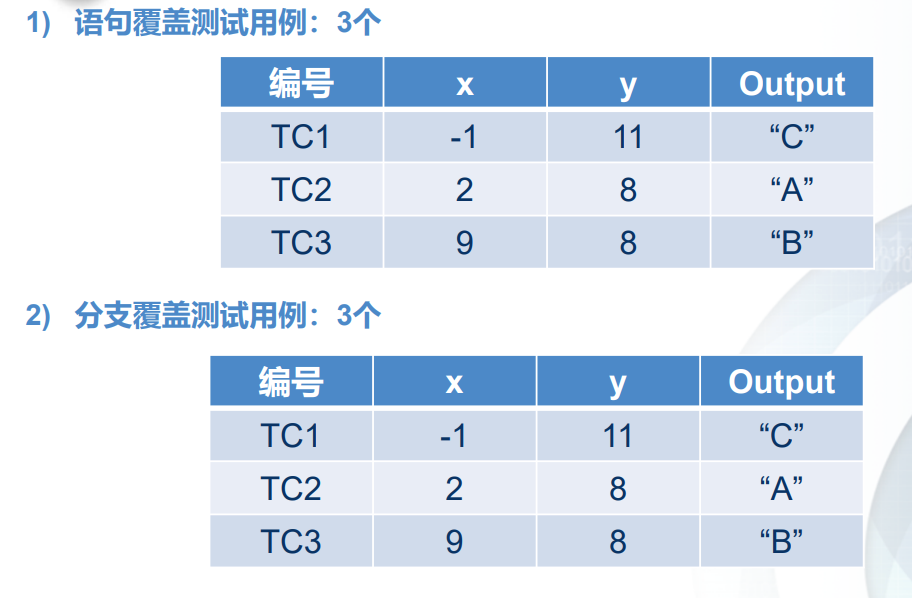 1) 语句覆盖测试用例：3个
编号 x y Output
TC1 -1 11 “C”
TC2 2 8 “A”
TC3 9 8 “B”
2) 分支覆盖测试用例：3个
编号 x y Output
TC1 -1 11 “C”
TC2 2 8 “A”
TC3 9 8 “B”